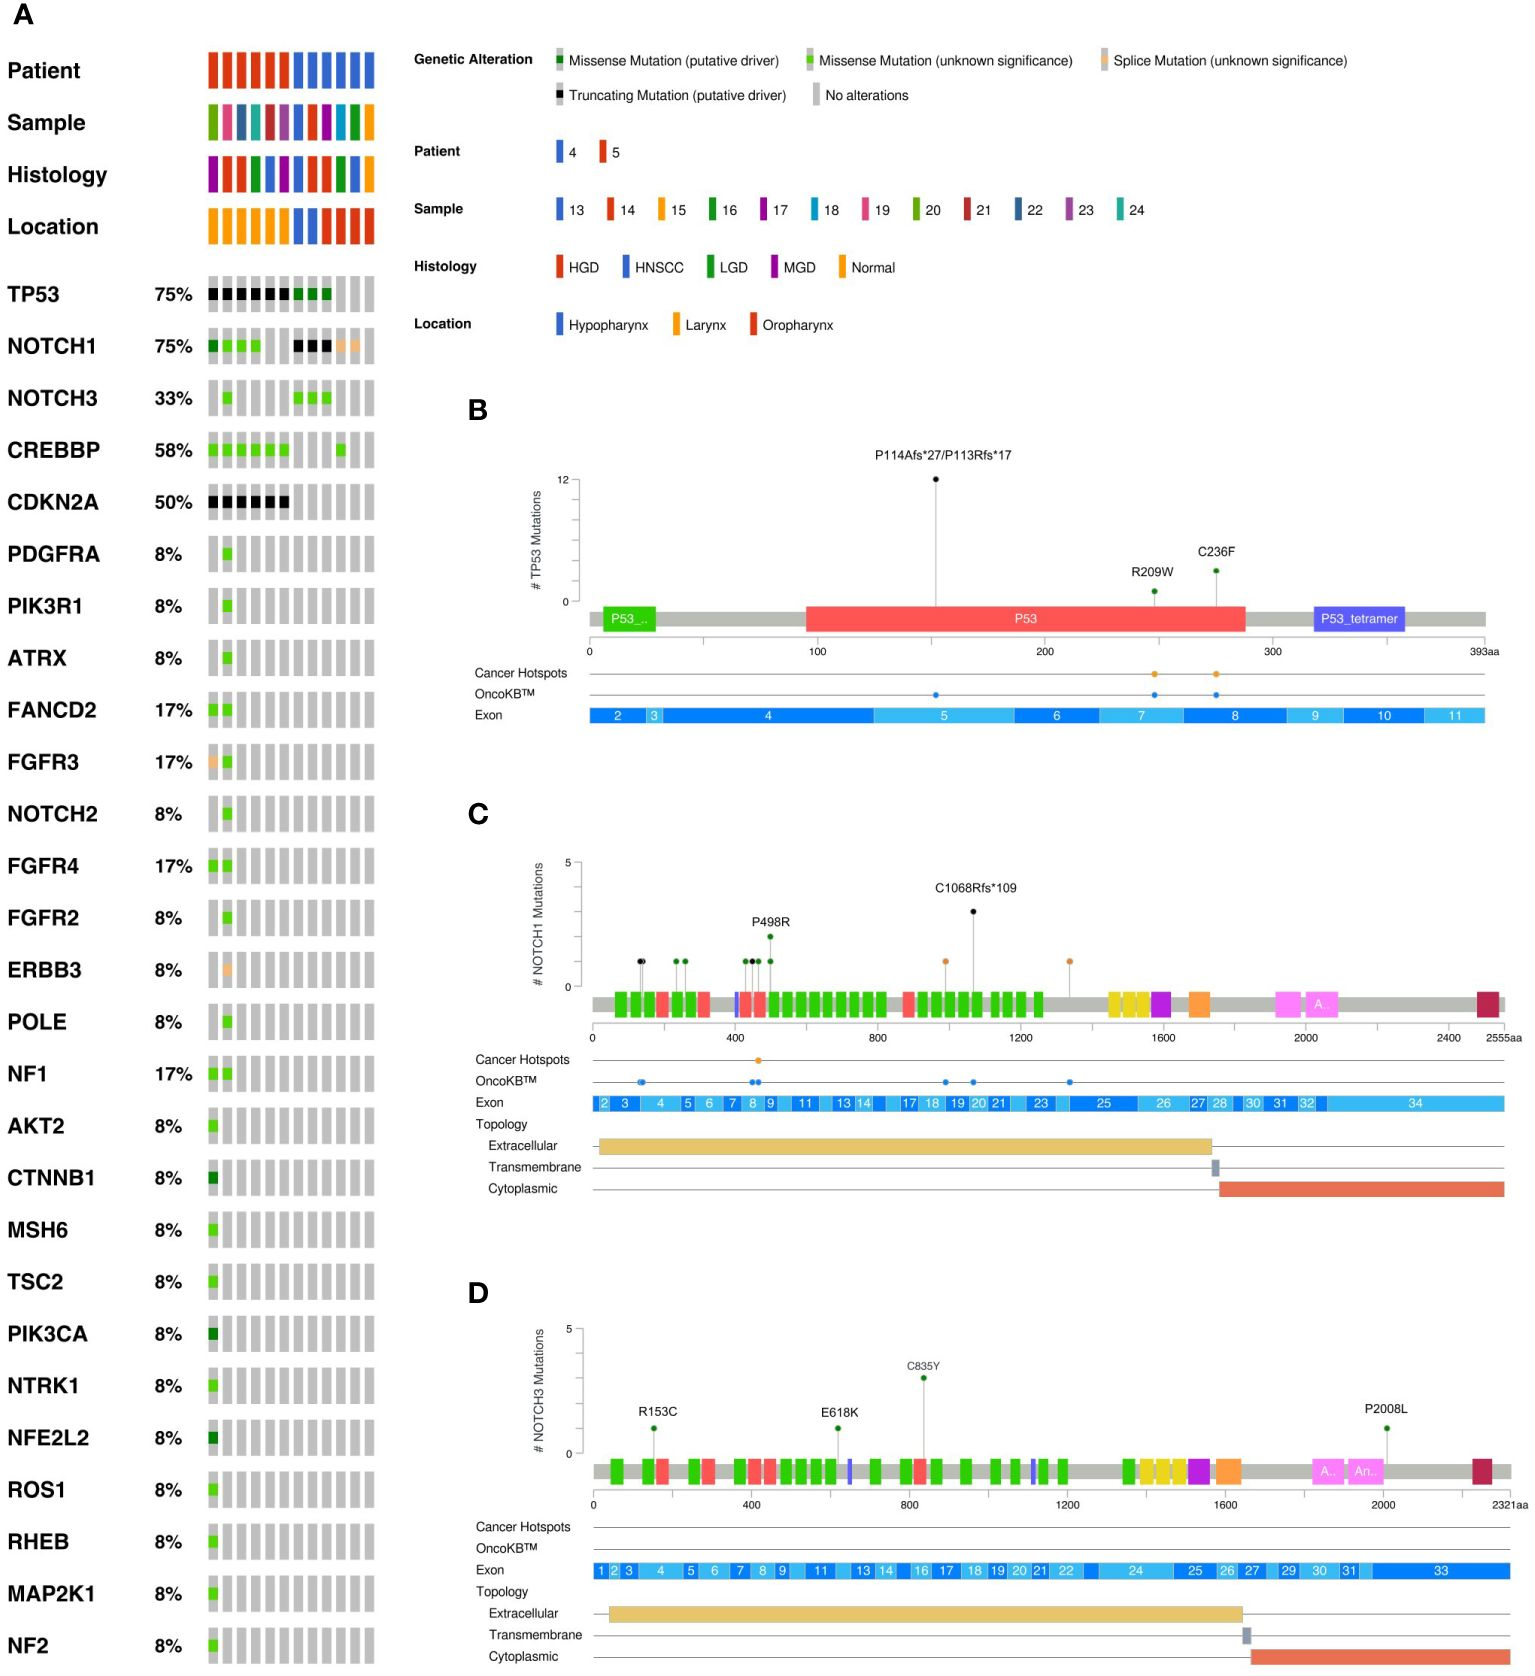 A
Patient
Sample
Histology
Location
TP53 75%
NOTCH1 75%
NOTCH3 33%
CREBBP 58%
CDKN2A 50%
PDGFRA 8%
PIK3R1 8%
ATRX 8%
FANCD2 17%
FGFR3 17%
NOTCH2 8%
FGFR4 17%
FGFR2 8%
ERBB3 8%
POLE 8%
NF1 17%
AKT2 8%
CTNNB1 8%
MSH6 8%
TSC2 8%
PIK3CA 8%
NTRK1 8%
NFE2L2 8%
ROS1 8%
RHEB 8%
MAP2K1 8%
NF2 8%
Genetic Alteration Missense Mutation (putative driver) Missense Mutation (unknown significance) Splice Mutation (unknown significance)
Truncating Mutation (putative driver) No alterations
Patient 4 5
Sample 13 14 15 16 17 18 19 20 21 22 23 24
Histology HGD HNSCC LGD MGD Normal
Location Hypopharynx Larynx Oropharynx
B
# TP53 Mutations
12
0
P114Afs*27/P113Rfs*17
C236F
R209W
P53_.. P53 P53_tetramer
0 100 200 300 393aa
Cancer Hotspots
OncoKB™
Exon 2 3 4 5 6 7 8 9 10 11
C
# NOTCH1 Mutations
5
0
C1068Rfs*109
P498R
A..
0 400 800 1200 1600 2000 2400 2555aa
Cancer Hotspots
OncoKB™
Exon 2 3 4 5 6 7 8 9 11 13 14 17 18 19 20 21 23 25 26 27 28 30 31 32 34
Topology
Extracellular
Transmembrane
Cytoplasmic
D
# NOTCH3 Mutations
5
0
C835Y
R153C E618K P2008L
A.. An..
0 400 800 1200 1600 2000 2321aa
Cancer Hotspots
OncoKB™
Exon 1 2 3 4 5 6 7 8 9 11 13 14 16 17 18 19 20 21 22 24 25 26 27 29 30 31 33
Topology
Extracellular
Transmembrane
Cytoplasmic